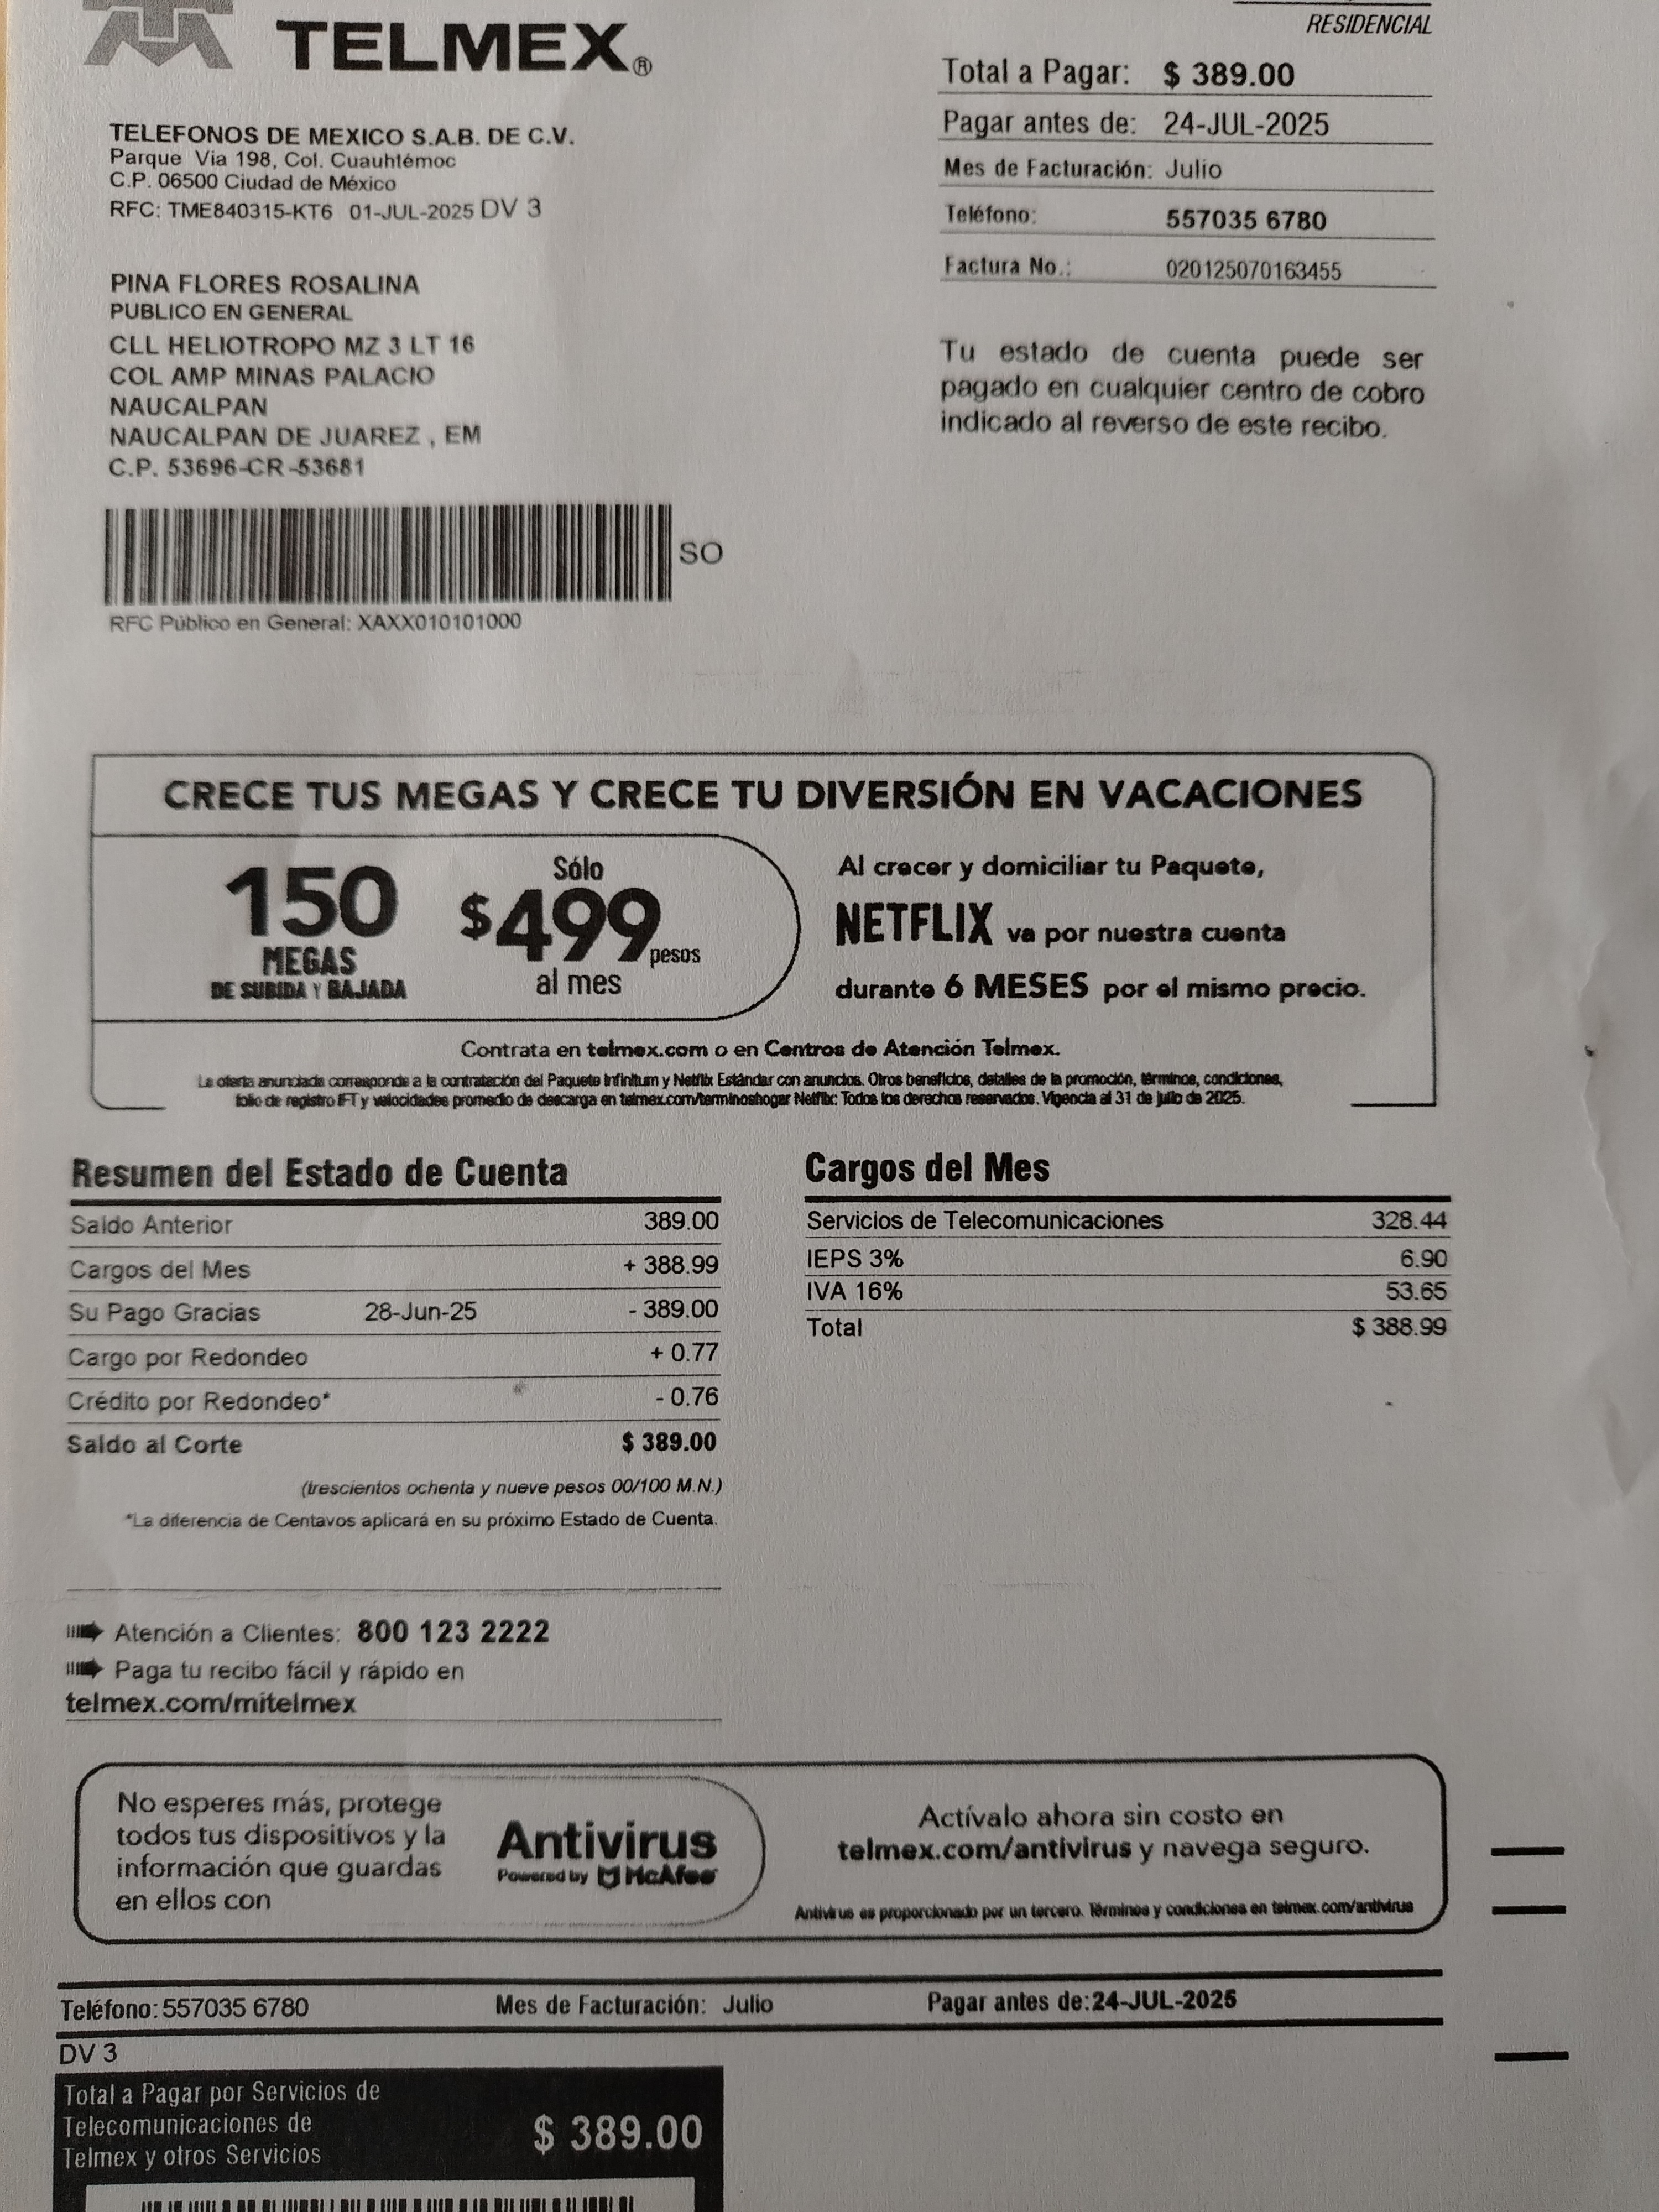 RESIDENCIAL
TELMEX®
Total a Pagar: $ 389.00
Pagar antes de: 24-JUL-2025
Mes de Facturación: Julio
Teléfono: 557035 6780
Factura No.: 020125070163455
TELEFONOS DE MEXICO S.A.B. DE C.V.
Parque Via 198, Col. Cuauhtémoc
C.P. 06500 Ciudad de México
RFC: TME840315-KT6 01-JUL-2025 DV 3
PINA FLORES ROSALINA
PUBLICO EN GENERAL
CLL HELIOTROPO MZ 3 LT 16
COL AMP MINAS PALACIO
NAUCALPAN
NAUCALPAN DE JUAREZ , EM
C.P. 53696-CR -53681
Tu estado de cuenta puede ser
pagado en cualquier centro de cobro
indicado al reverso de este recibo.
SO
RFC Público en General: XAXX010101000
CRECE TUS MEGAS Y CRECE TU DIVERSIÓN EN VACACIONES
150
MEGAS
DE SUBIDA Y BAJADA
Sólo
$499 pesos
al mes
Al crecer y domiciliar tu Paquete,
NETFLIX va por nuestra cuenta
durante 6 MESES por el mismo precio.
Contrata en telmex.com o en Centros de Atención Telmex.
La oferta anunciada corresponde a la contratación del Paquete Infinitum y Netflix Estándar con anuncios. Otros beneficios, detalles de la promoción, términos, condiciones,
folio de registro IFT y velocidades promedio de descarga en telmex.com/terminoshogar Netflix: Todos los derechos reservados. Vigencia al 31 de julio de 2025.
Resumen del Estado de Cuenta
Saldo Anterior 389.00
Cargos del Mes + 388.99
Su Pago Gracias 28-Jun-25 - 389.00
Cargo por Redondeo + 0.77
Crédito por Redondeo* - 0.76
Saldo al Corte $ 389.00
(trescientos ochenta y nueve pesos 00/100 M.N.)
*La diferencia de Centavos aplicará en su próximo Estado de Cuenta.
Cargos del Mes
Servicios de Telecomunicaciones 328.44
IEPS 3% 6.90
IVA 16% 53.65
Total $ 388.99
Atención a Clientes: 800 123 2222
Paga tu recibo fácil y rápido en
telmex.com/mitelmex
No esperes más, protege
todos tus dispositivos y la
información que guardas
en ellos con
Antivirus
Powered by McAfee
Actívalo ahora sin costo en
telmex.com/antivirus y navega seguro.
Antivirus es proporcionado por un tercero. Términos y condiciones en telmex.com/antivirus
Teléfono: 557035 6780 Mes de Facturación: Julio Pagar antes de: 24-JUL-2025
DV 3
Total a Pagar por Servicios de
Telecomunicaciones de
Telmex y otros Servicios
$ 389.00